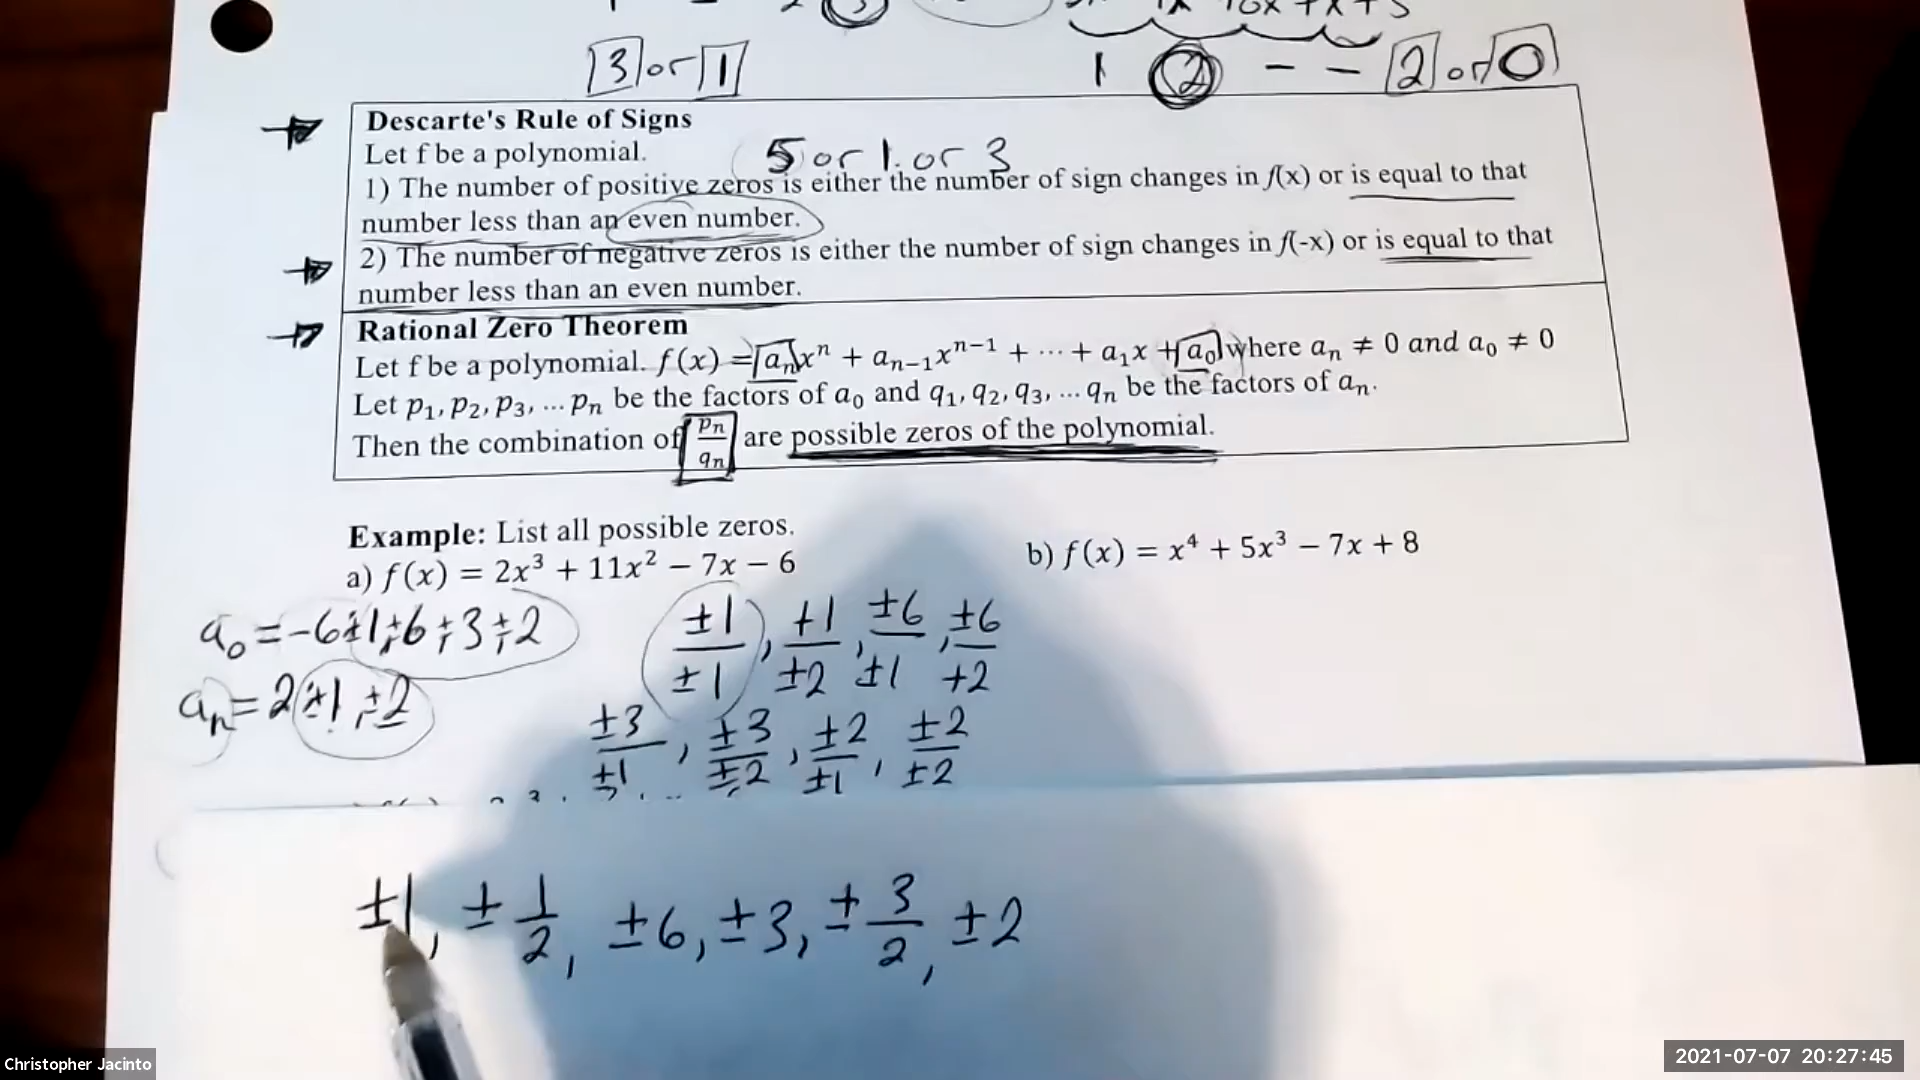 3 or 1
1 2 - - 2 or 0
Descarte's Rule of Signs
Let f be a polynomial.
5 or 1 or 3
1) The number of positive zeros is either the number of sign changes in f(x) or is equal to that
number less than an even number.
2) The number of negative zeros is either the number of sign changes in f(-x) or is equal to that
number less than an even number.
Rational Zero Theorem
Let f be a polynomial. f(x) = aₙxⁿ + aₙ₋₁xⁿ⁻¹ + ⋯ + a₁x + a₀ where aₙ ≠ 0 and a₀ ≠ 0
Let p₁, p₂, p₃, … pₙ be the factors of a₀ and q₁, q₂, q₃, … qₙ be the factors of aₙ.
Then the combination of pₙ/qₙ are possible zeros of the polynomial.
Example: List all possible zeros.
a) f(x) = 2x³ + 11x² − 7x − 6
b) f(x) = x⁴ + 5x³ − 7x + 8
a₀ = -6 ±1, ±6, ±3, ±2
aₙ = 2 ±1, ±2
±1/±1, +1/±2, ±6/±1, ±6/+2
±3/±1, ±3/±2, ±2/±1, ±2/±2
±1, ±1/2, ±6, ±3, ±3/2, ±2
Christopher Jacinto
2021-07-07 20:27:45